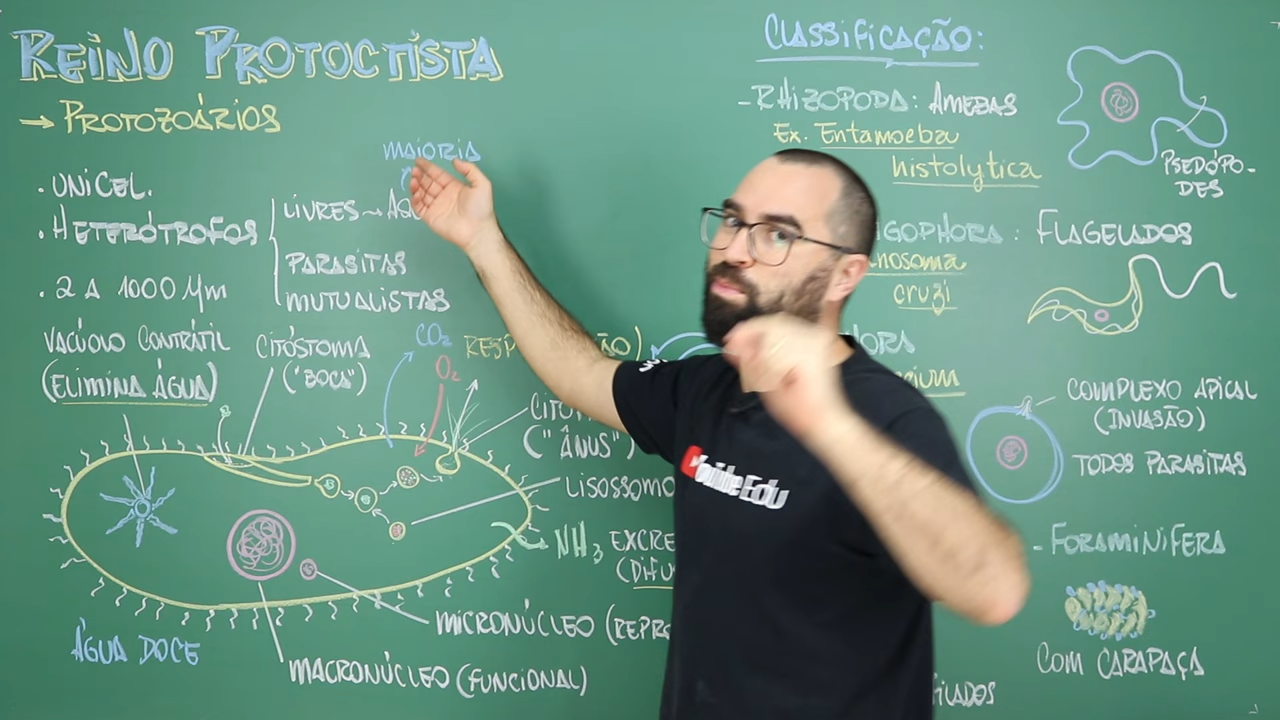 REINO PROTOCTISTA
→ PROTOZOÁRIOS
• UNICEL.
• HETERÓTROFOS
LIVRES →
MAIORIA
PARASITAS
MUTUALISTAS
• 2 A 1000 µm
VACÚOLO CONTRÁTIL
(ELIMINA ÁGUA)
CITÓSTOMA
("BOCA")
CO₂
O₂
("ÂNUS")
NH₃
MICRONÚCLEO
MACRONÚCLEO (FUNCIONAL)
ÁGUA DOCE
CLASSIFICAÇÃO:
- RHIZOPODA: AMEBAS
Ex. Entamoeba
histolytica
PSEDÓPO-
DES
FLAGELADOS
cruzi
COMPLEXO APICAL
(INVASÃO)
TODOS PARASITAS
- FORAMINIFERA
COM CARAPAÇA